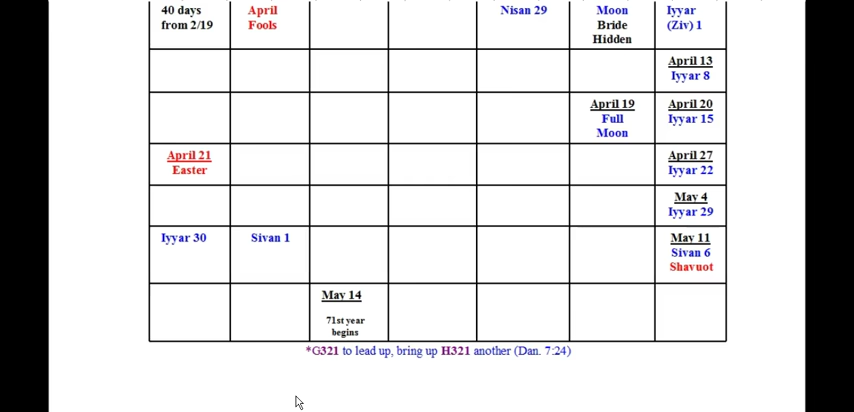 40 days
from 2/19
April
Fools
Nisan 29
Moon
Bride
Hidden
Iyyar
(Ziv) 1
April 13
Iyyar 8
April 19
Full
Moon
April 20
Iyyar 15
April 21
Easter
April 27
Iyyar 22
May 4
Iyyar 29
Iyyar 30
Sivan 1
May 11
Sivan 6
Shavuot
May 14
71st year
begins
*G321 to lead up, bring up H321 another (Dan. 7:24)